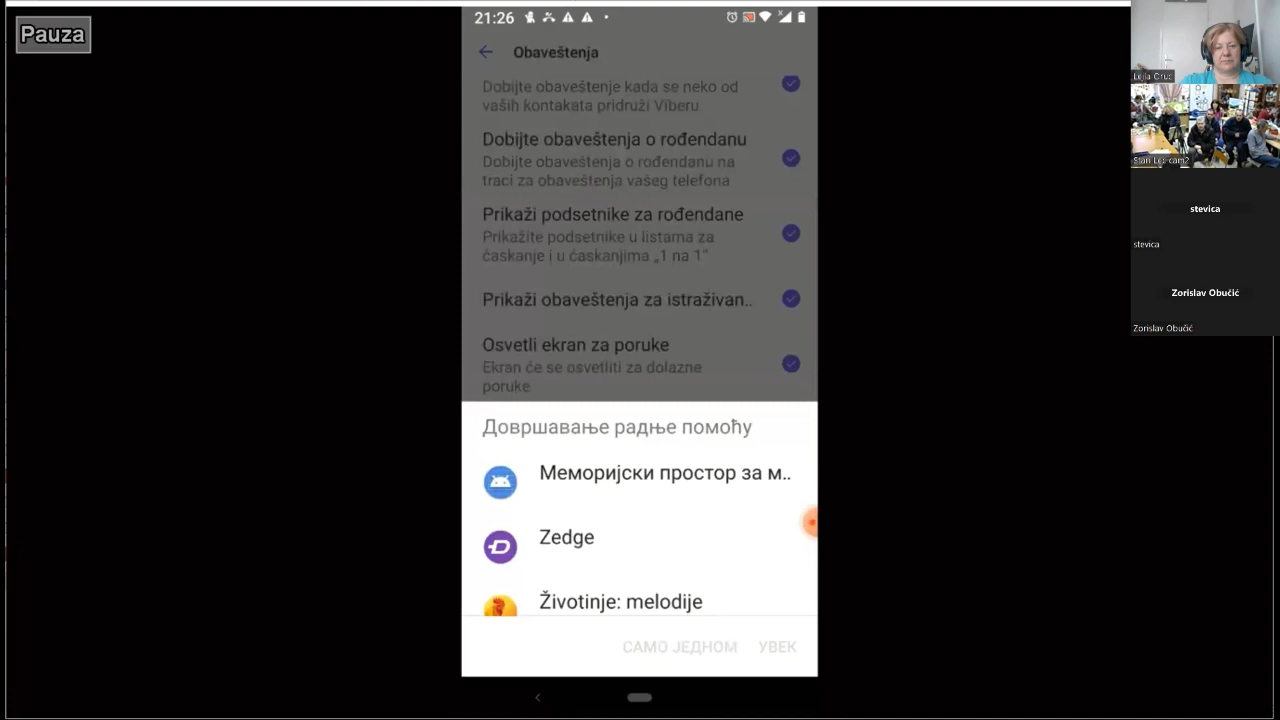 Pauza
21:26
Obaveštenja
Dobijte obaveštenje kada se neko od
vaših kontakata pridruži Viberu
Dobijte obaveštenja o rođendanu
Dobijte obaveštenja o rođendanu na
traci za obaveštenja vašeg telefona
Prikaži podsetnike za rođendane
Prikažite podsetnike u listama za
ćaskanje i u ćaskanjima „1 na 1“
Prikaži obaveštenja za istraživan..
Osvetli ekran za poruke
Ekran će se osvetliti za dolazne
poruke
Довршавање радње помоћу
Меморијски простор за м..
Zedge
Životinje: melodije
САМО ЈЕДНОМ УВЕК
stevica
stevica
Zorislav Obučić
Zorislav Obučić